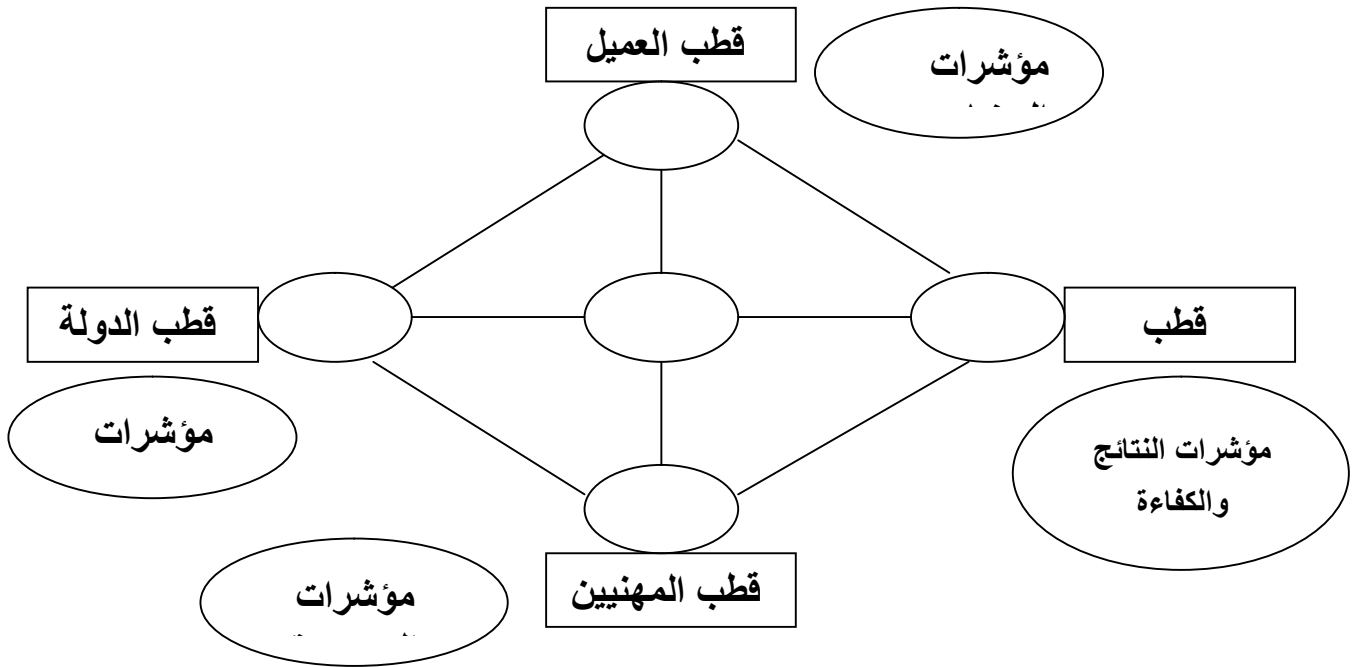 قطب العميل
مؤشرات
قطب الدولة
قطب
مؤشرات
مؤشرات النتائج
والكفاءة
قطب المهنيين
مؤشرات